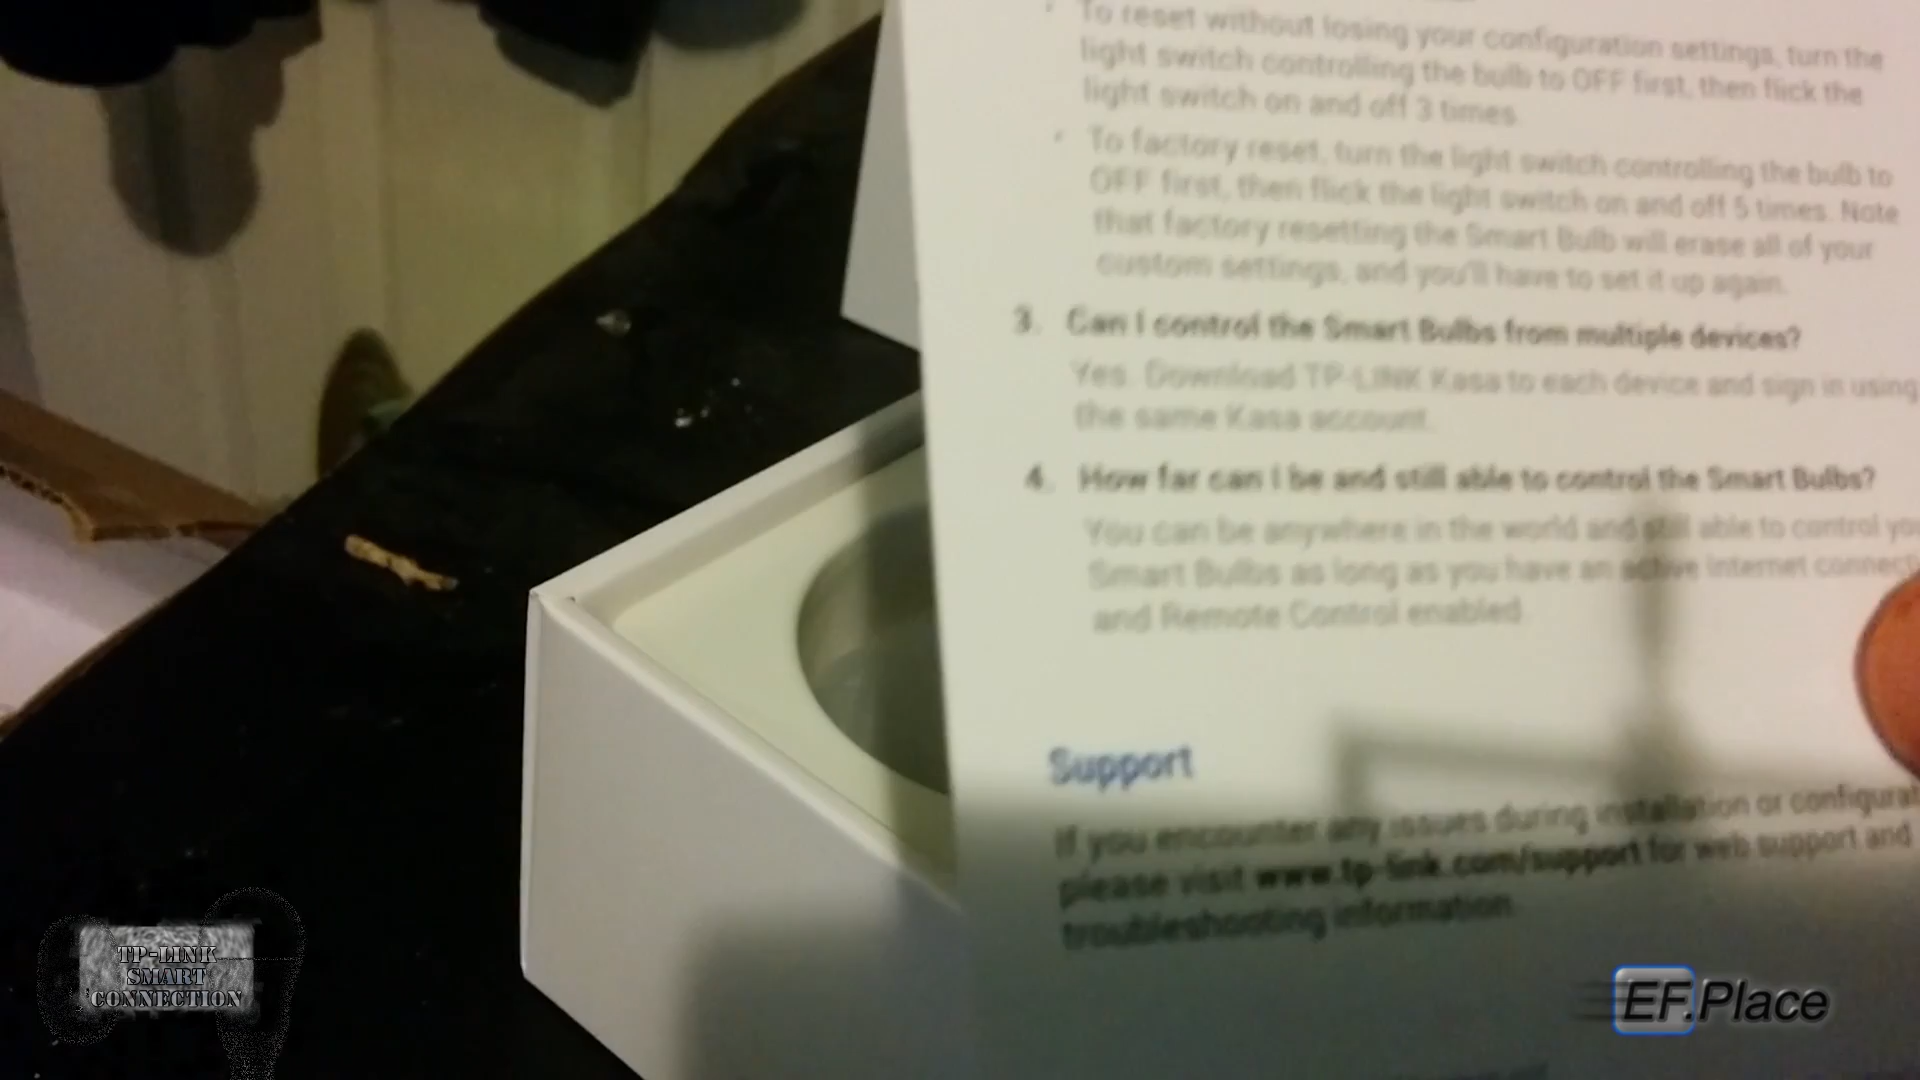 To reset without losing your configuration settings, turn the
light switch controlling the bulb to OFF first, then flick the
light switch on and off 3 times.
To factory reset, turn the light switch controlling the bulb to
OFF first, then flick the light switch on and off 5 times. Note
that factory resetting the Smart Bulb will erase all of your
custom settings, and you'll have to set it up again.
3. Can I control the Smart Bulbs from multiple devices?
Yes. Download TP-LINK Kasa to each device and sign in using
the same Kasa account.
4. How far can I be and still able to control the Smart Bulbs?
You can be anywhere in the world and still able to control
Smart Bulbs as long as you have an active internet
and Remote Control enabled.
Support
If you encounter any issues during installation or
please visit www.tp-link.com/support for web support and
troubleshooting information.
TP-LINK
SMART
CONNECTION
EF.Place